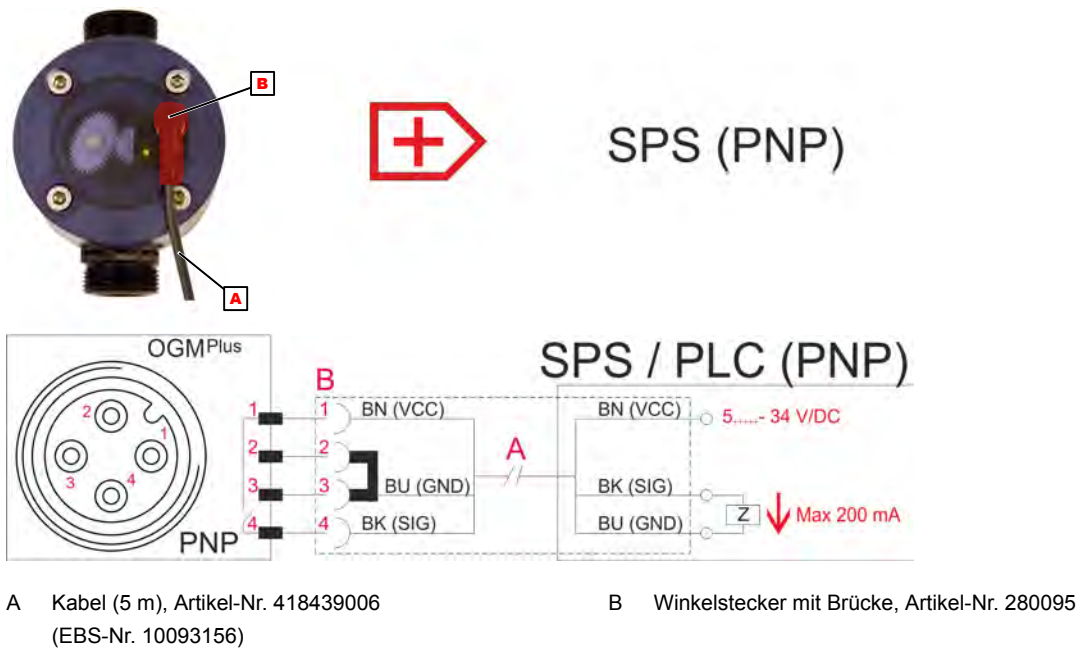 B
SPS (PNP)
A
OGMPlus
SPS / PLC (PNP)
B
1 1 BN (VCC) BN (VCC) 5.....- 34 V/DC
2 1
2 2
A
3 4
3 3 BU (GND) BK (SIG)
Z Max 200 mA
4 4 BK (SIG) BU (GND)
PNP
A Kabel (5 m), Artikel-Nr. 418439006
(EBS-Nr. 10093156)
B Winkelstecker mit Brücke, Artikel-Nr. 280095